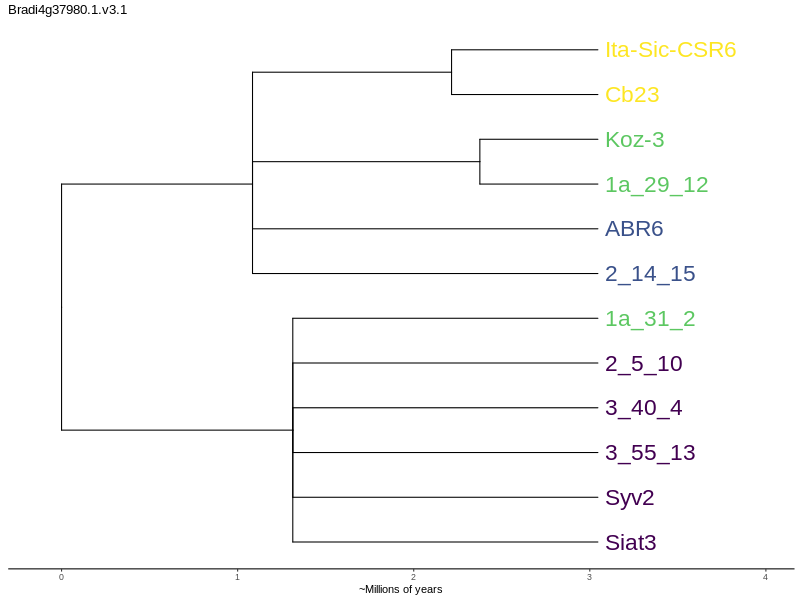 Bradi4g37980.1.v3.1
Ita-Sic-CSR6
Cb23
Koz-3
1a_29_12
ABR6
2_14_15
1a_31_2
2_5_10
3_40_4
3_55_13
Syv2
Siat3
0 1 2 3 4
~Millions of years